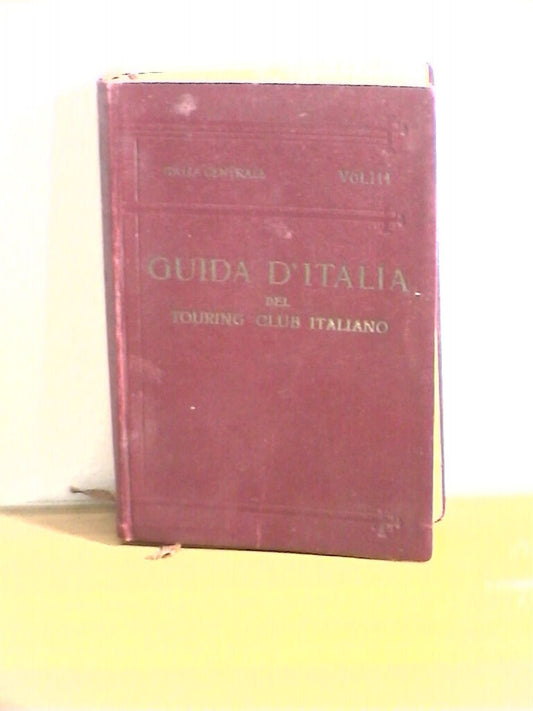 ITALIA CENTRALE VOL.III
GUIDA D'ITALIA
DEL
TOURING CLUB ITALIANO